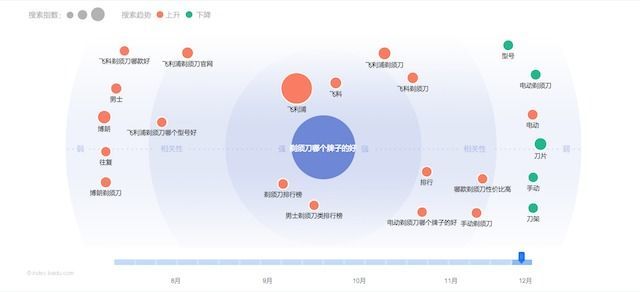 搜索指数： 搜索趋势 上升 下降
型号
飞科剃须刀哪款好
飞利浦剃须刀官网
飞利浦剃须刀
电动剃须刀
飞科剃须刀
飞科
男士
飞利浦
电动
博朗
飞利浦剃须刀哪个型号好
弱 相关性 强 剃须刀哪个牌子的好 强 相关性 弱
刀片
往复
电动
手动
博朗剃须刀
剃须刀排行榜
排行
哪款剃须刀性价比高
男士剃须刀类排行榜
电动剃须刀哪个牌子的好
手动剃须刀
刀架
© index.baidu.com
8月 9月 10月 11月 12月